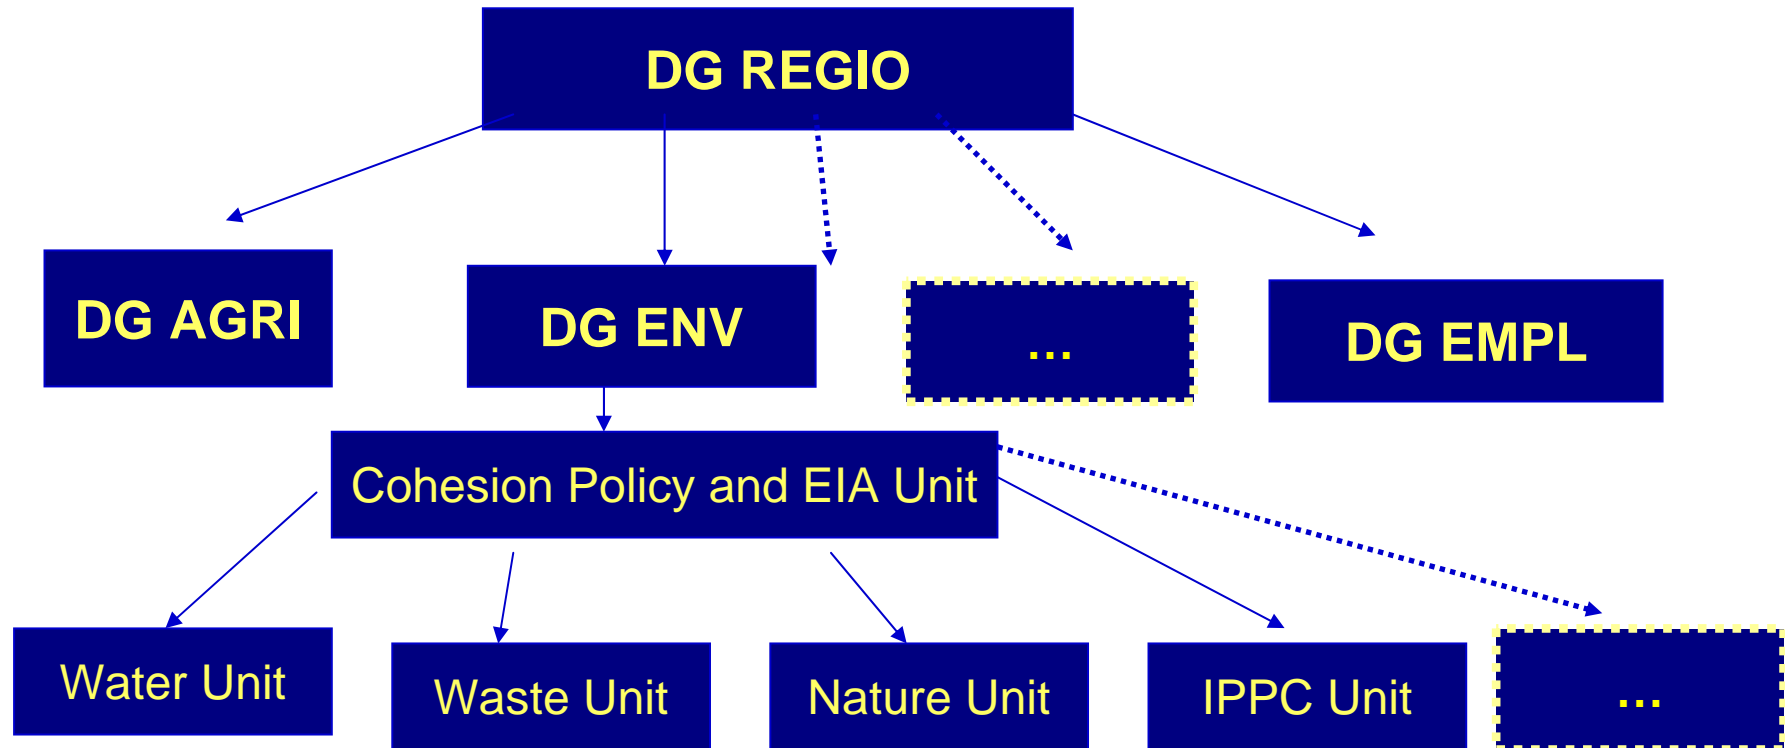 DG REGIO
DG AGRI
DG ENV
...
DG EMPL
Cohesion Policy and EIA Unit
Water Unit
Waste Unit
Nature Unit
IPPC Unit
...